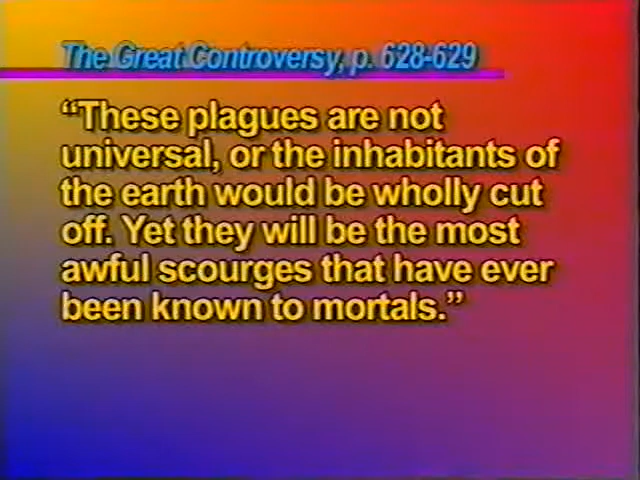 The Great Controversy, p. 628-629
“These plagues are not
universal, or the inhabitants of
the earth would be wholly cut
off. Yet they will be the most
awful scourges that have ever
been known to mortals.”